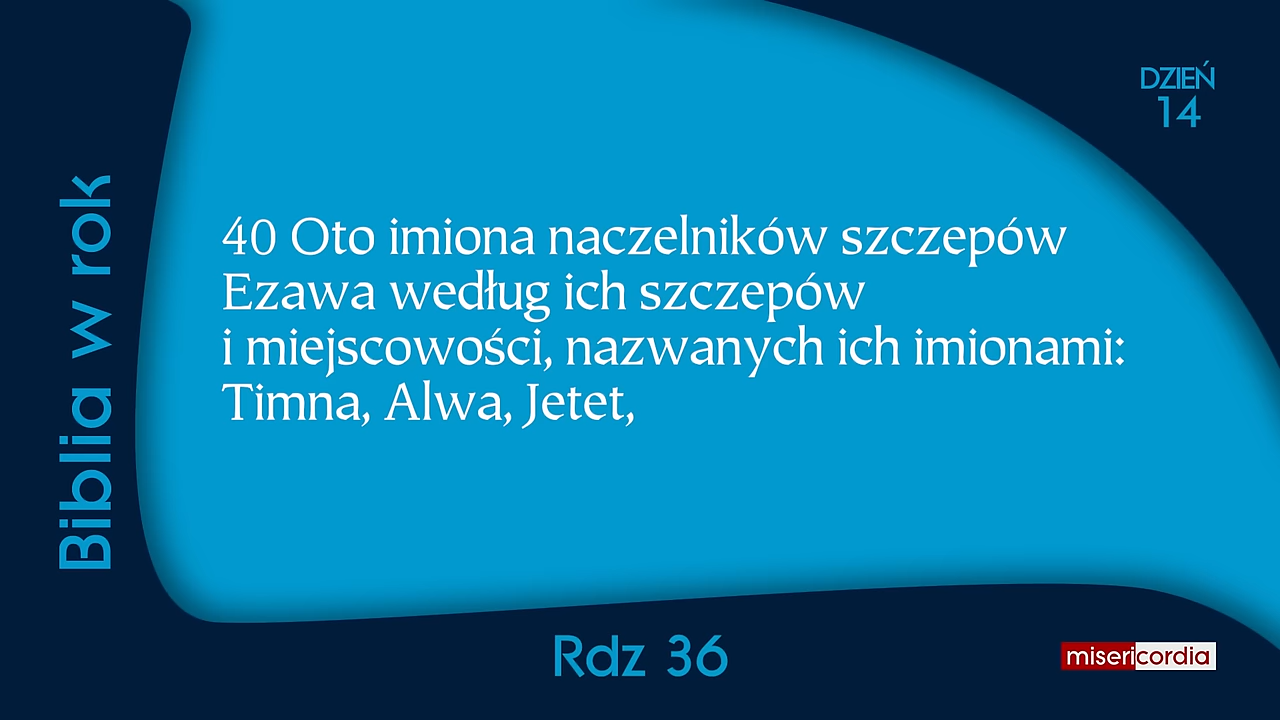 DZIEŃ
14
Biblia w rok
40 Oto imiona naczelników szczepów
Ezawa według ich szczepów
i miejscowości, nazwanych ich imionami:
Timna, Alwa, Jetet,
Rdz 36
misericordia